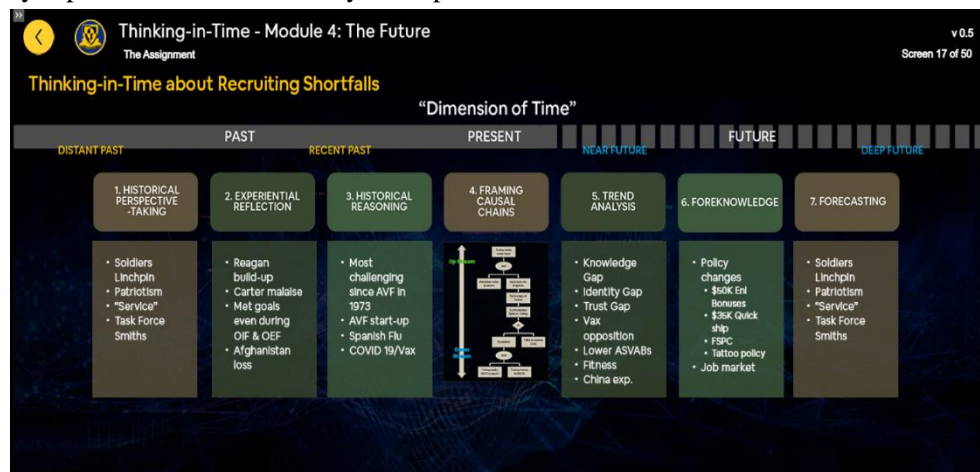 Thinking-in-Time - Module 4: The Future
The Assignment
v 0.5
Screen 17 of 50
Thinking-in-Time about Recruiting Shortfalls
“Dimension of Time”
PAST
PRESENT
FUTURE
DISTANT PAST
RECENT PAST
NEAR FUTURE
DEEP FUTURE
1. HISTORICAL
PERSPECTIVE
-TAKING
• Soldiers
Linchpin
• Patriotism
• "Service"
• Task Force
Smiths
2. EXPERIENTIAL
REFLECTION
• Reagan
build-up
• Carter malaise
• Met goals
even during
OIF & OEF
• Afghanistan
loss
3. HISTORICAL
REASONING
• Most
challenging
since AVF in
1973
• AVF start-up
• Spanish Flu
• COVID 19/Vax
4. FRAMING
CAUSAL
CHAINS
5. TREND
ANALYSIS
• Knowledge
Gap
• Identity Gap
• Trust Gap
• Vax
opposition
• Lower ASVABs
• Fitness
• China exp.
6. FOREKNOWLEDGE
• Policy
changes
• $50K Enl
Bonuses
• $35K Quick
ship
• FSPC
• Tattoo policy
• Job market
7. FORECASTING
• Soldiers
Linchpin
• Patriotism
• "Service"
• Task Force
Smiths